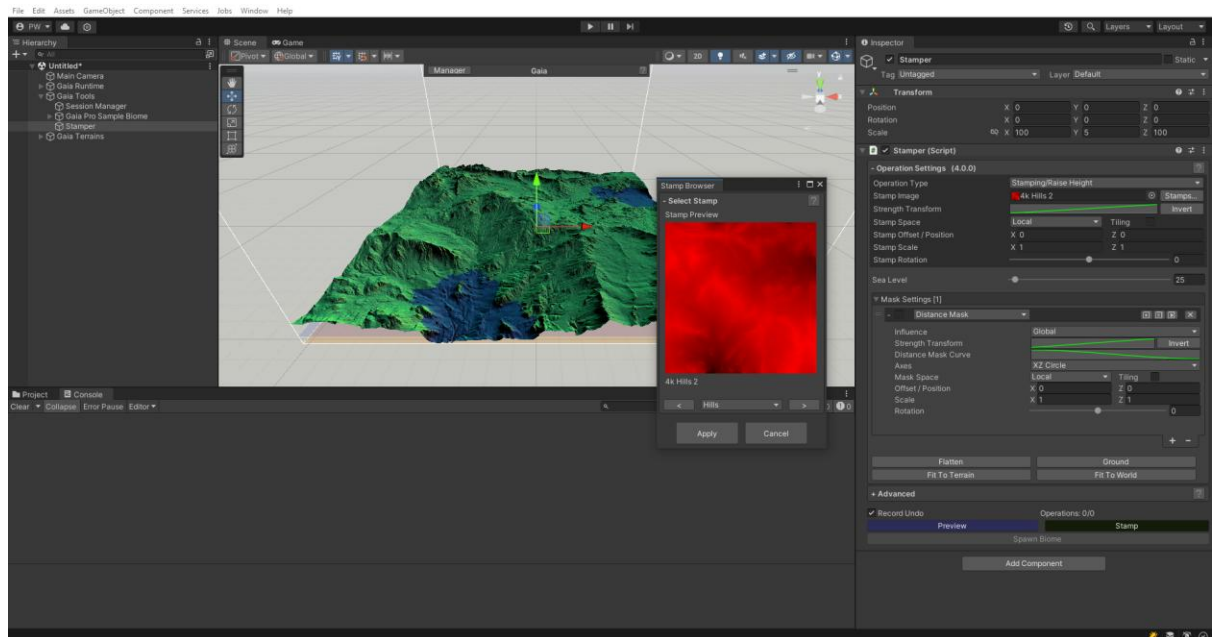 File Edit Assets GameObject Component Services Jobs Window Help
PW Layers Layout
Hierarchy
All
Untitled*
Main Camera
Gaia Runtime
Gaia Tools
Session Manager
Gaia Pro Sample Biome
Stamper
Gaia Terrains
Scene Game
Pivot Global 2D
Manager Gaia
Stamp Browser
- Select Stamp
Stamp Preview
4k Hills 2
< Hills >
Apply Cancel
Project Console
Clear Collapse Error Pause Editor
0
Inspector
Stamper Static
Tag Untagged Layer Default
Transform
Position X 0 Y 0 Z 0
Rotation X 0 Y 0 Z 0
Scale X 100 Y 5 Z 100
Stamper (Script)
- Operation Settings (4.0.0)
Operation Type Stamping/Raise Height
Stamp Image 4k Hills 2 Stamps...
Strength Transform Invert
Stamp Space Local Tiling
Stamp Offset / Position X 0 Z 0
Stamp Scale X 1 Z 1
Stamp Rotation 0
Sea Level 25
Mask Settings [1]
- Distance Mask
Influence Global
Strength Transform Invert
Distance Mask Curve
Axes XZ Circle
Mask Space Local Tiling
Offset / Position X 0 Z 0
Scale X 1 Z 1
Rotation 0
+ -
Flatten Ground
Fit To Terrain Fit To World
+ Advanced
Record Undo Operations: 0/0
Preview Stamp
Spawn Biome
Add Component